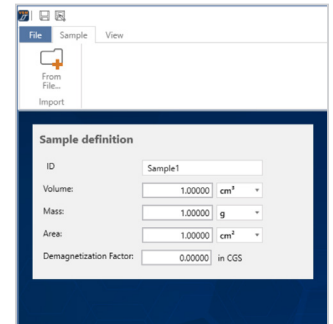 File Sample View
From
File...
Import
Sample definition
ID Sample1
Volume: 1.00000 cm³
Mass: 1.00000 g
Area: 1.00000 cm²
Demagnetization Factor: 0.00000 in CGS